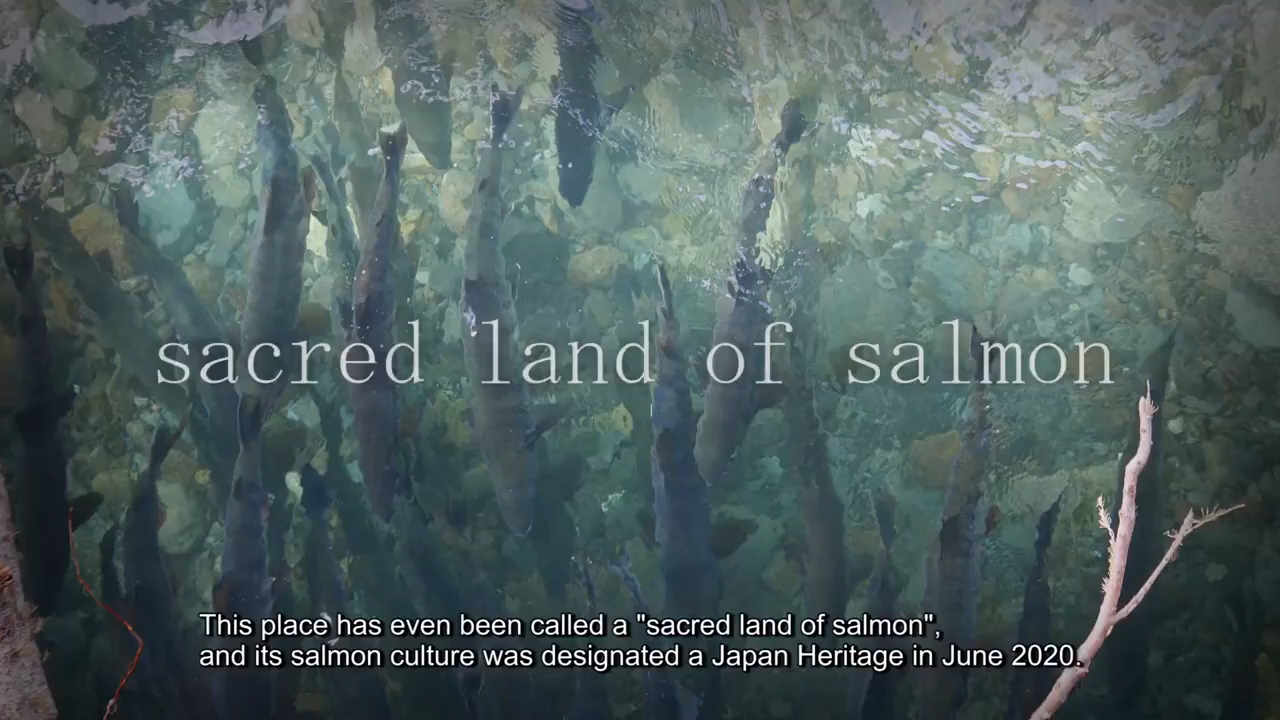 sacred land of salmon
This place has even been called a "sacred land of salmon",
and its salmon culture was designated a Japan Heritage in June 2020.